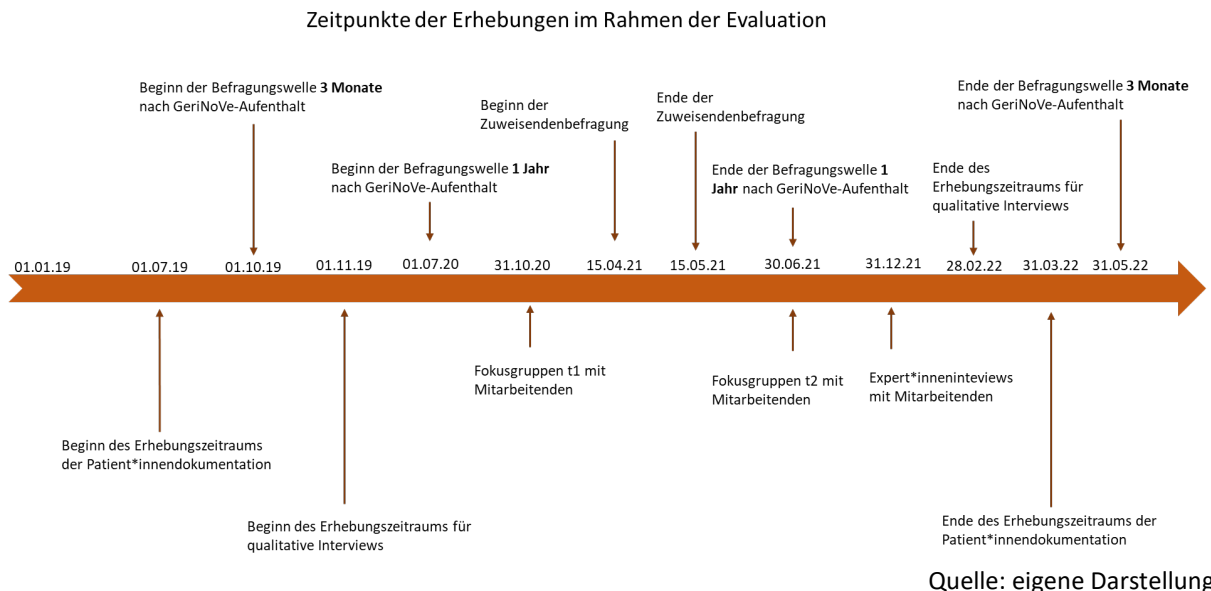 Zeitpunkte der Erhebungen im Rahmen der Evaluation
Beginn der Befragungswelle 3 Monate
nach GeriNoVe-Aufenthalt
Beginn der Befragungswelle 1 Jahr
nach GeriNoVe-Aufenthalt
Beginn der
Zuweisendenbefragung
Ende der
Zuweisendenbefragung
Ende der Befragungswelle 1
Jahr nach GeriNoVe-Aufenthalt
Ende des
Erhebungszeitraums für
qualitative Interviews
Ende der Befragungswelle 3 Monate
nach GeriNoVe-Aufenthalt
01.01.19 01.07.19 01.10.19 01.11.19 01.07.20 31.10.20 15.04.21 15.05.21 30.06.21 31.12.21 28.02.22 31.03.22 31.05.22
Beginn des Erhebungszeitraums
der Patient*innendokumentation
Beginn des Erhebungszeitraums für
qualitative Interviews
Fokusgruppen t1 mit
Mitarbeitenden
Fokusgruppen t2 mit
Mitarbeitenden
Expert*inneninteviews
mit Mitarbeitenden
Ende des Erhebungszeitraums der
Patient*innendokumentation
Quelle: eigene Darstellung